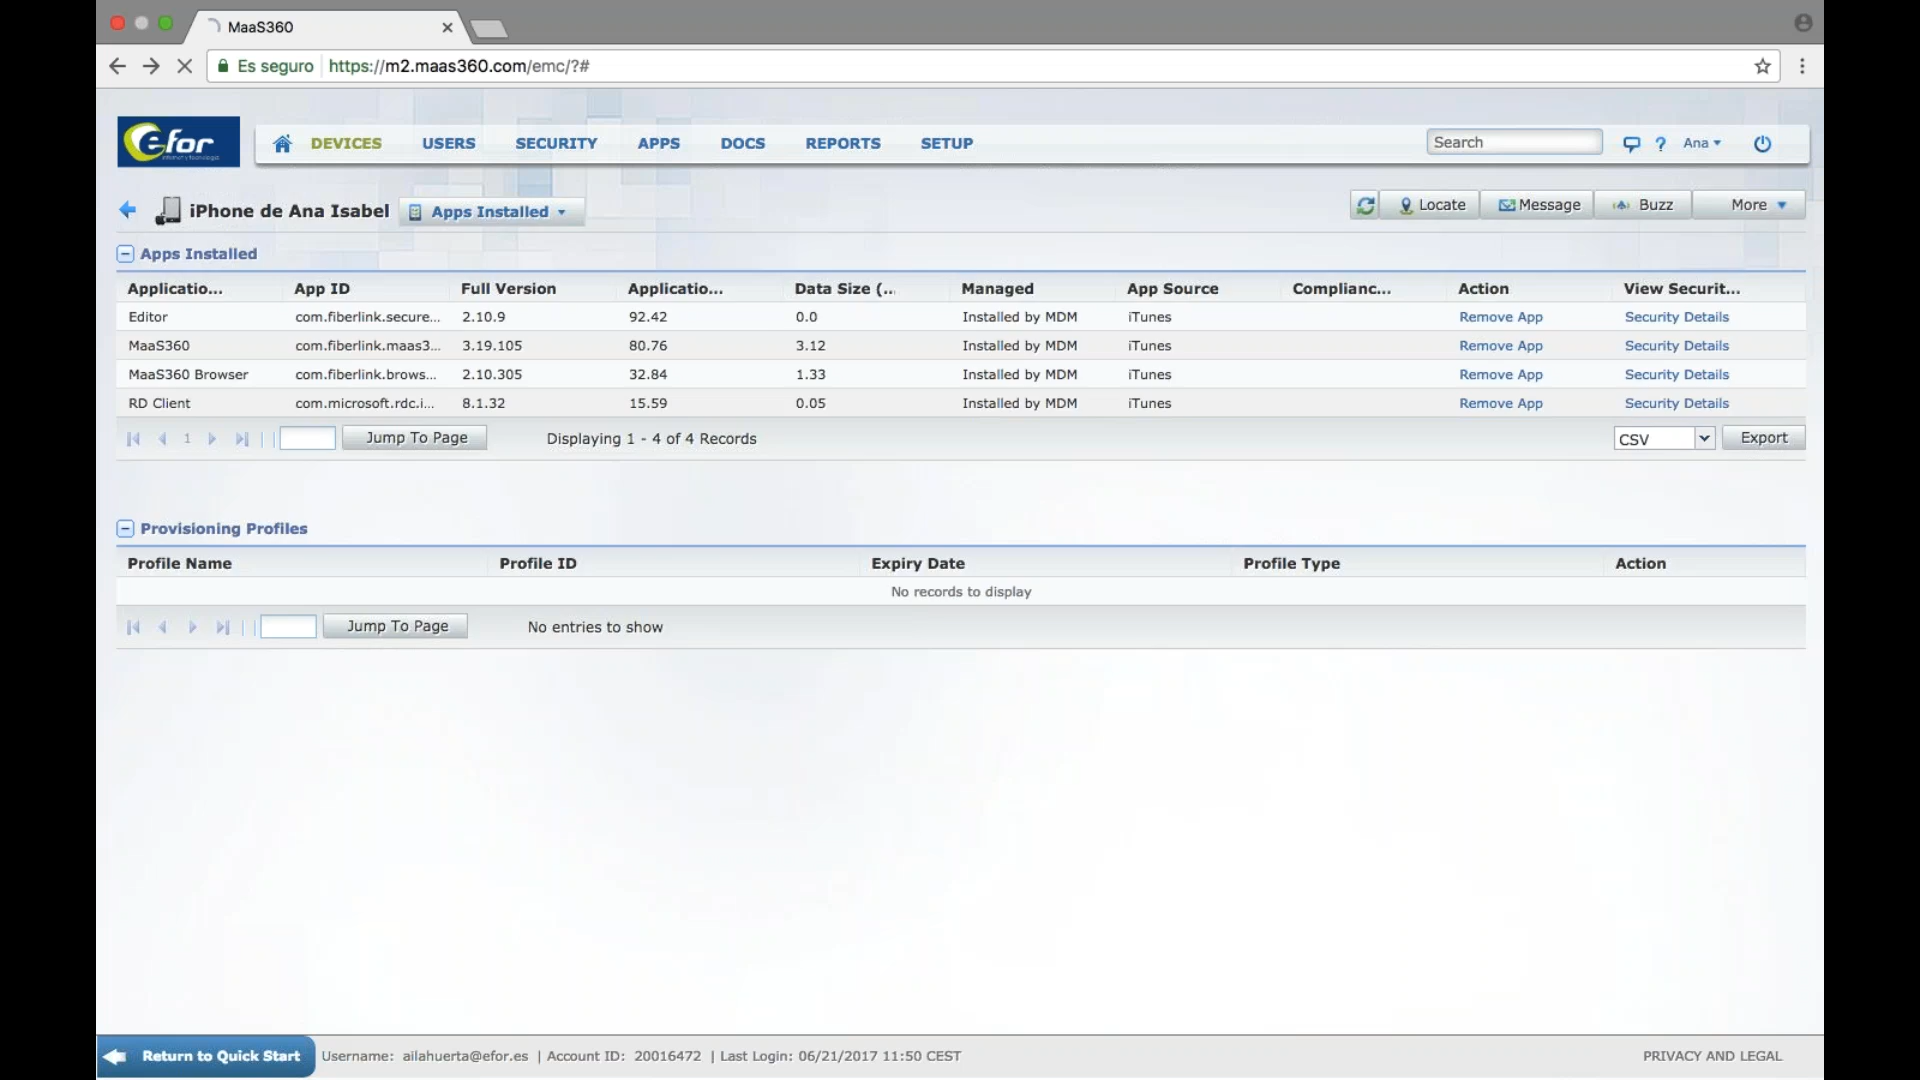 MaaS360
Es seguro https://m2.maas360.com/emc/?#
efor
DEVICES USERS SECURITY APPS DOCS REPORTS SETUP Search ? Ana
iPhone de Ana Isabel Apps Installed Locate Message Buzz More
Apps Installed
Applicatio... App ID Full Version Applicatio... Data Size (... Managed App Source Complianc... Action View Securit...
Editor com.fiberlink.secure... 2.10.9 92.42 0.0 Installed by MDM iTunes Remove App Security Details
MaaS360 com.fiberlink.maas3... 3.19.105 80.76 3.12 Installed by MDM iTunes Remove App Security Details
MaaS360 Browser com.fiberlink.brows... 2.10.305 32.84 1.33 Installed by MDM iTunes Remove App Security Details
RD Client com.microsoft.rdc.i... 8.1.32 15.59 0.05 Installed by MDM iTunes Remove App Security Details
1 Jump To Page Displaying 1 - 4 of 4 Records CSV Export
Provisioning Profiles
Profile Name Profile ID Expiry Date Profile Type Action
No records to display
Jump To Page No entries to show
Return to Quick Start Username: ailahuerta@efor.es | Account ID: 20016472 | Last Login: 06/21/2017 11:50 CEST PRIVACY AND LEGAL